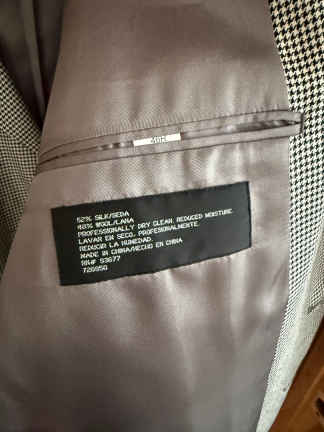 46R
52% SILK/SEDA
48% WOOL/LANA
PROFESSIONALLY DRY CLEAN. REDUCED MOISTURE.
LAVAR EN SECO. PROFESIONALMENTE.
REDUCIR LA HUMEDAD.
MADE IN CHINA/HECHO EN CHINA
RN# 53677